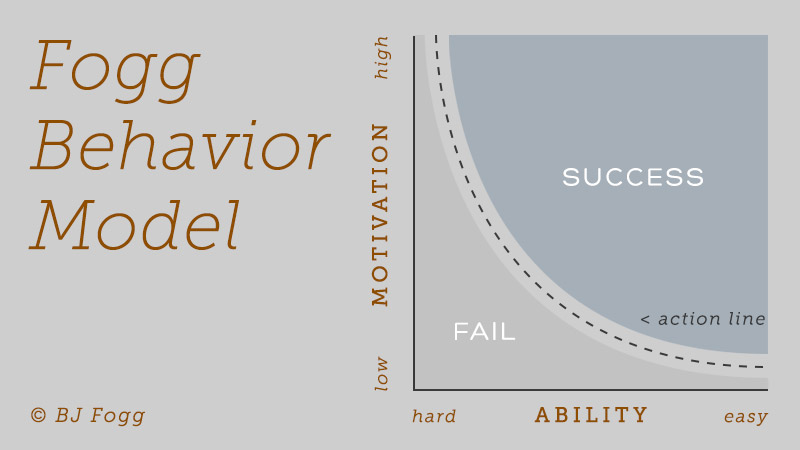 Fogg
Behavior
Model
© BJ Fogg
high
MOTIVATION
low
SUCCESS
< action line
FAIL
hard
ABILITY
easy